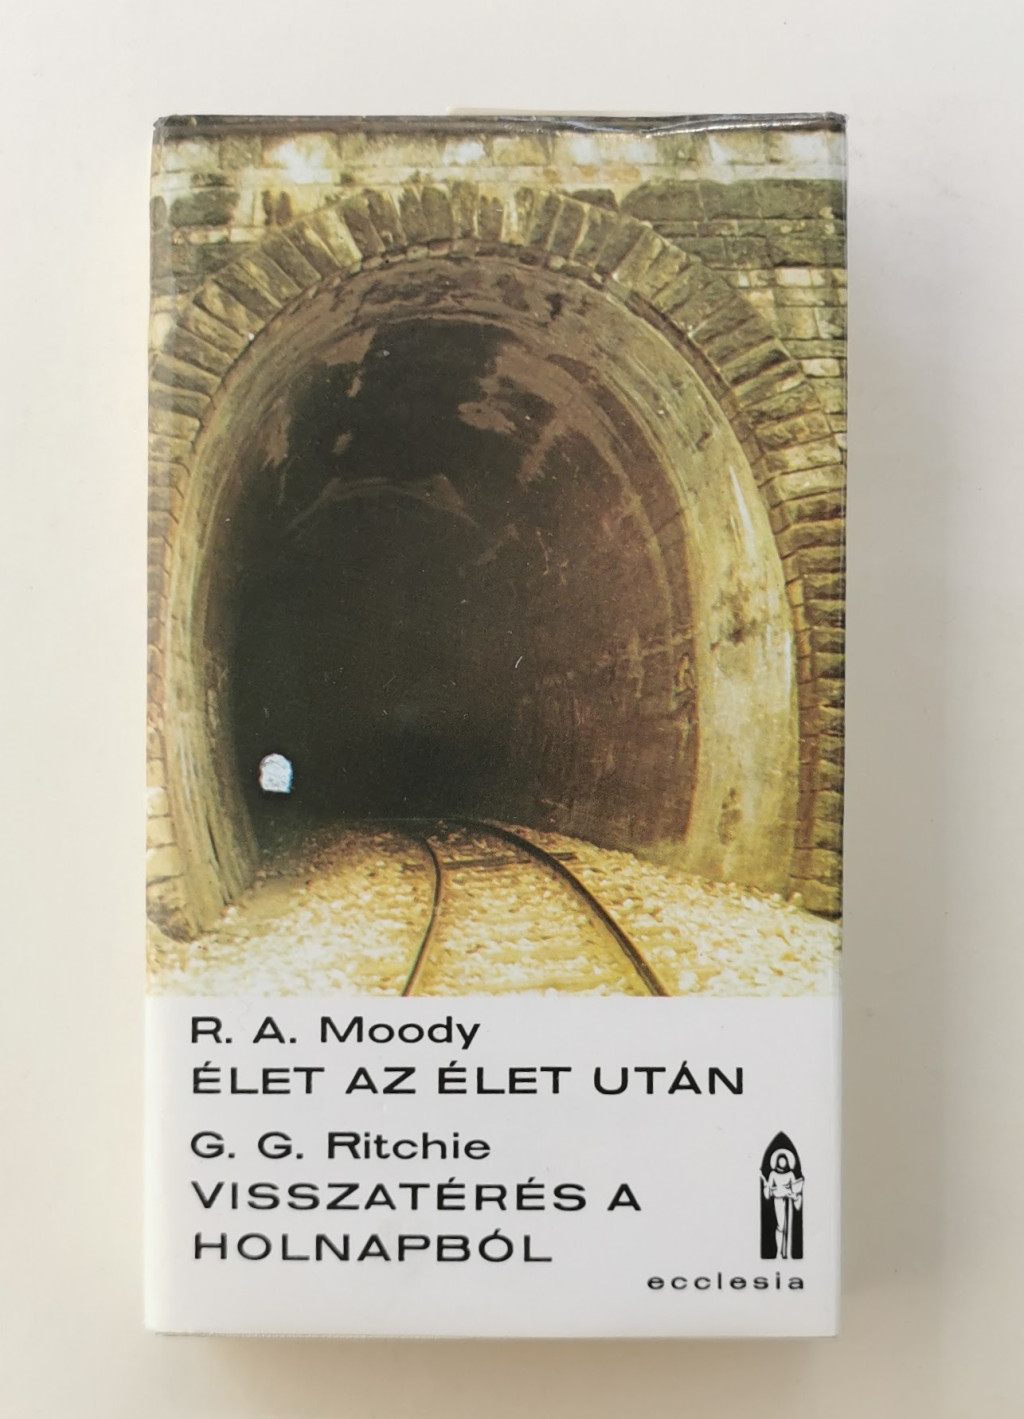 R. A. Moody
ÉLET AZ ÉLET UTÁN
G. G. Ritchie
VISSZATÉRÉS A
HOLNAPBÓL
ecclesia